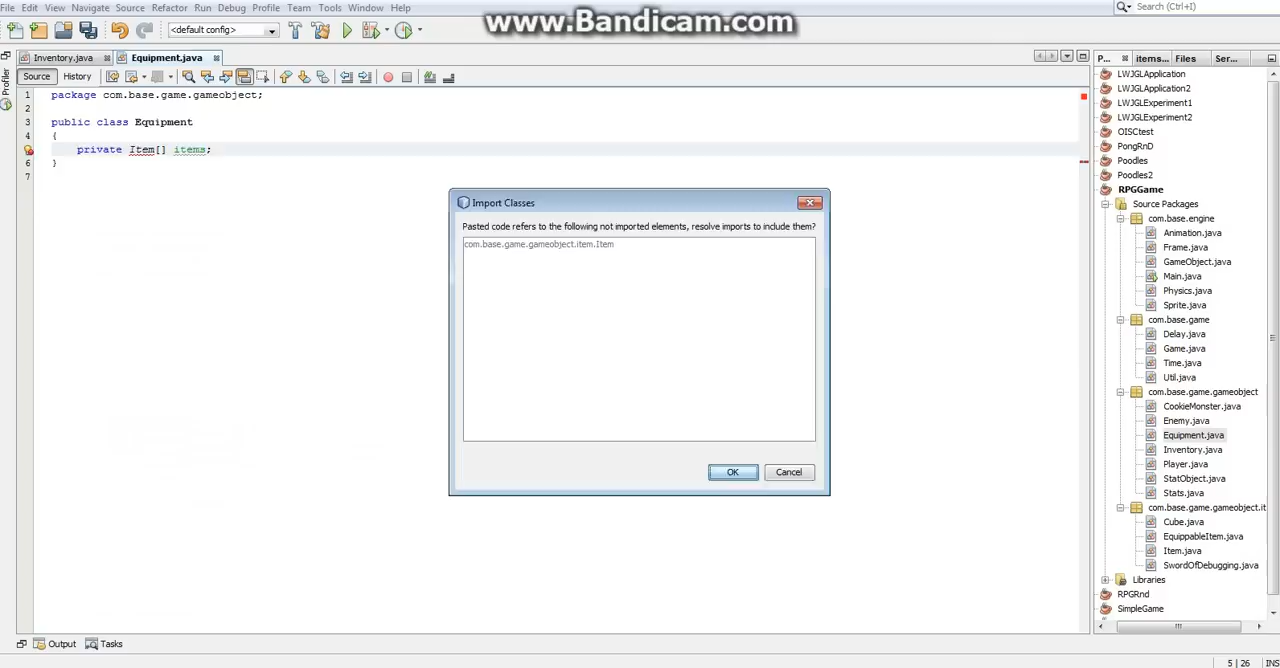 File Edit View Navigate Source Refactor Run Debug Profile Team Tools Window Help
www.Bandicam.com
Search (Ctrl+I)
<default config>
Inventory.java
Equipment.java
P... items... Files Ser...
Profiler
Source History
1 package com.base.game.gameobject;
2
3 public class Equipment
4 {
private Item[] items;
6 }
7
Import Classes
Pasted code refers to the following not imported elements, resolve imports to include them?
com.base.game.gameobject.item.Item
OK Cancel
LWJGLApplication
LWJGLApplication2
LWJGLExperiment1
LWJGLExperiment2
OISCtest
PongRnD
Poodles
Poodles2
RPGGame
Source Packages
com.base.engine
Animation.java
Frame.java
GameObject.java
Main.java
Physics.java
Sprite.java
com.base.game
Delay.java
Game.java
Time.java
Util.java
com.base.game.gameobject
CookieMonster.java
Enemy.java
Equipment.java
Inventory.java
Player.java
StatObject.java
Stats.java
com.base.game.gameobject.it
Cube.java
EquippableItem.java
Item.java
SwordOfDebugging.java
Libraries
RPGRnd
SimpleGame
Output Tasks
5 | 26 INS